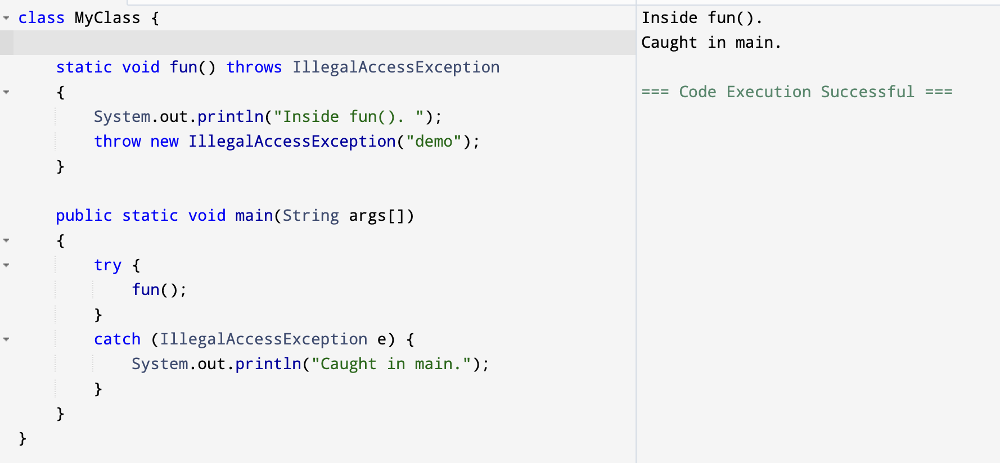 class MyClass {
static void fun() throws IllegalAccessException
{
System.out.println("Inside fun(). ");
throw new IllegalAccessException("demo");
}
public static void main(String args[])
{
try {
fun();
}
catch (IllegalAccessException e) {
System.out.println("Caught in main.");
}
}
}
Inside fun().
Caught in main.
=== Code Execution Successful ===